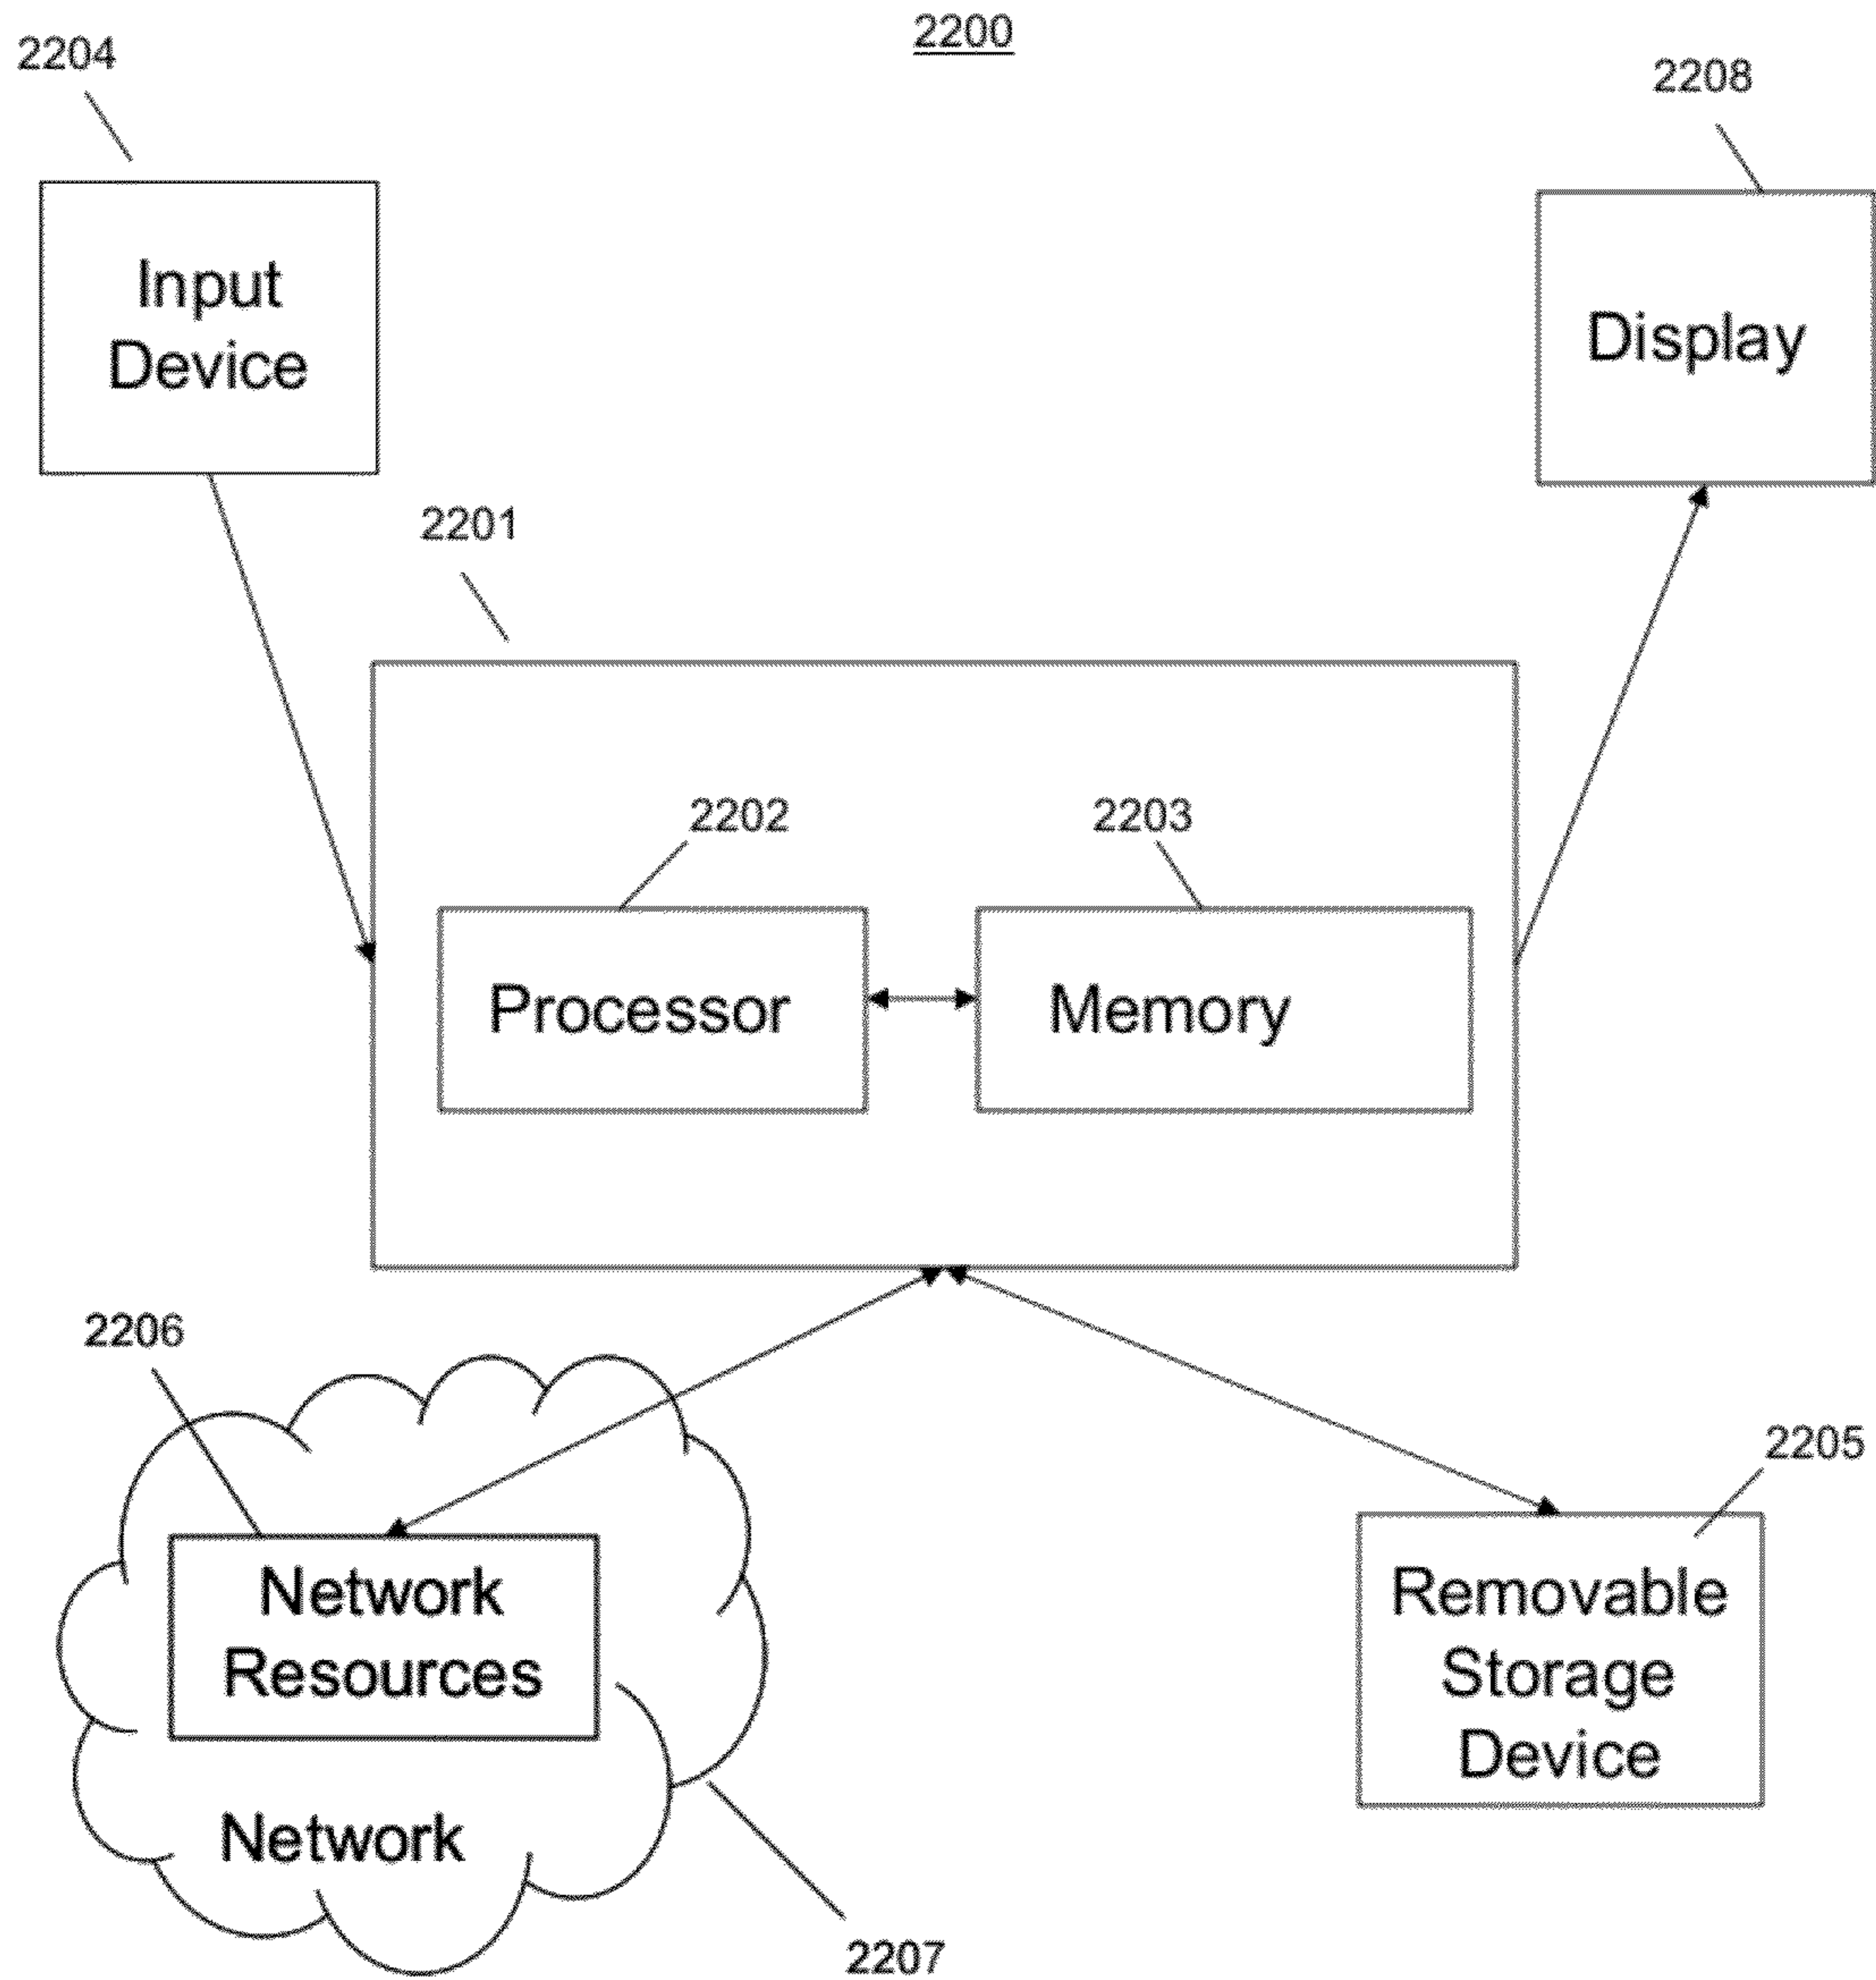 2200
2204
2208
Input
Device
Display
2201
2202
2203
Processor
Memory
2206
2205
Network
Resources
Removable
Storage
Device
Network
2207